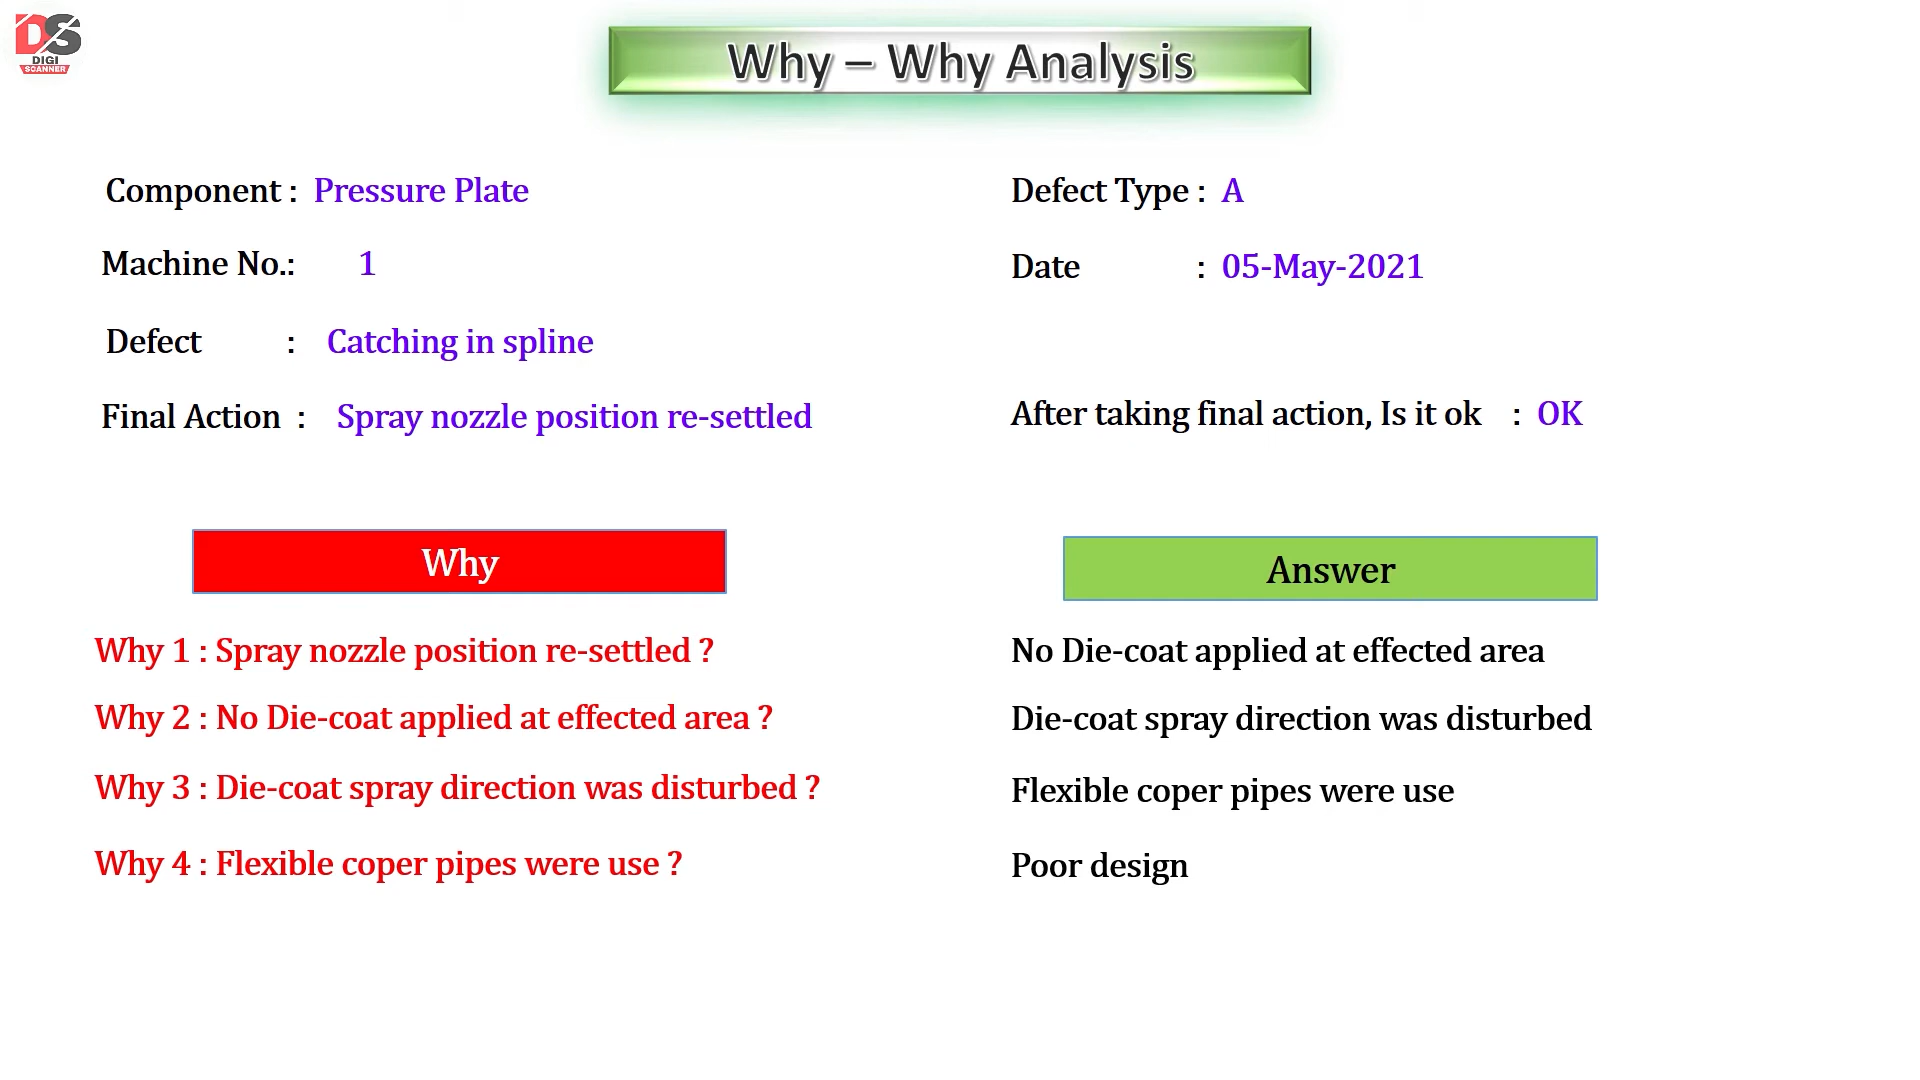 DS
DIGI
SCANNER
Why – Why Analysis
Component : Pressure Plate
Defect Type : A
Machine No.: 1
Date : 05-May-2021
Defect : Catching in spline
Final Action : Spray nozzle position re-settled
After taking final action, Is it ok : OK
Why
Answer
Why 1 : Spray nozzle position re-settled ?
No Die-coat applied at effected area
Why 2 : No Die-coat applied at effected area ?
Die-coat spray direction was disturbed
Why 3 : Die-coat spray direction was disturbed ?
Flexible coper pipes were use
Why 4 : Flexible coper pipes were use ?
Poor design